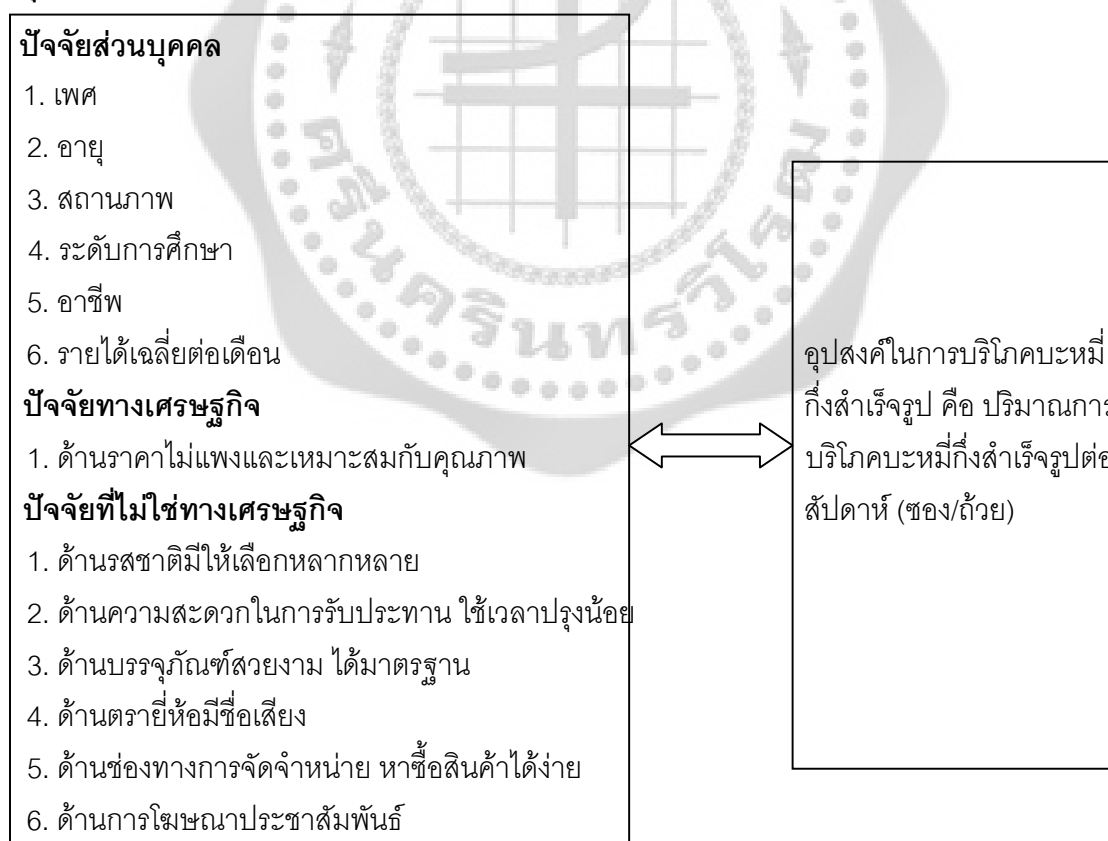 ปัจจัยส่วนบุคคล
1. เพศ
2. อายุ
3. สถานภาพ
4. ระดับการศึกษา
5. อาชีพ
6. รายได้เฉลี่ยต่อเดือน
ปัจจัยทางเศรษฐกิจ
1. ด้านราคาไม่แพงและเหมาะสมกับคุณภาพ
ปัจจัยที่ไม่ใช่ทางเศรษฐกิจ
1. ด้านรสชาติมีให้เลือกหลากหลาย
2. ด้านความสะดวกในการรับประทาน ใช้เวลาปรุงน้อย
3. ด้านบรรจุภัณฑ์สวยงาม ได้มาตรฐาน
4. ด้านตรายี่ห้อมีชื่อเสียง
5. ด้านช่องทางการจัดจำหน่าย หาซื้อสินค้าได้ง่าย
6. ด้านการโฆษณาประชาสัมพันธ์
อุปสงค์ในการบริโภคบะหมี่
กึ่งสำเร็จรูป คือ ปริมาณการ
บริโภคบะหมี่กึ่งสำเร็จรูปต่อ
สัปดาห์ (ซอง/ถ้วย)
ศรีนครินทรวิโรฒ